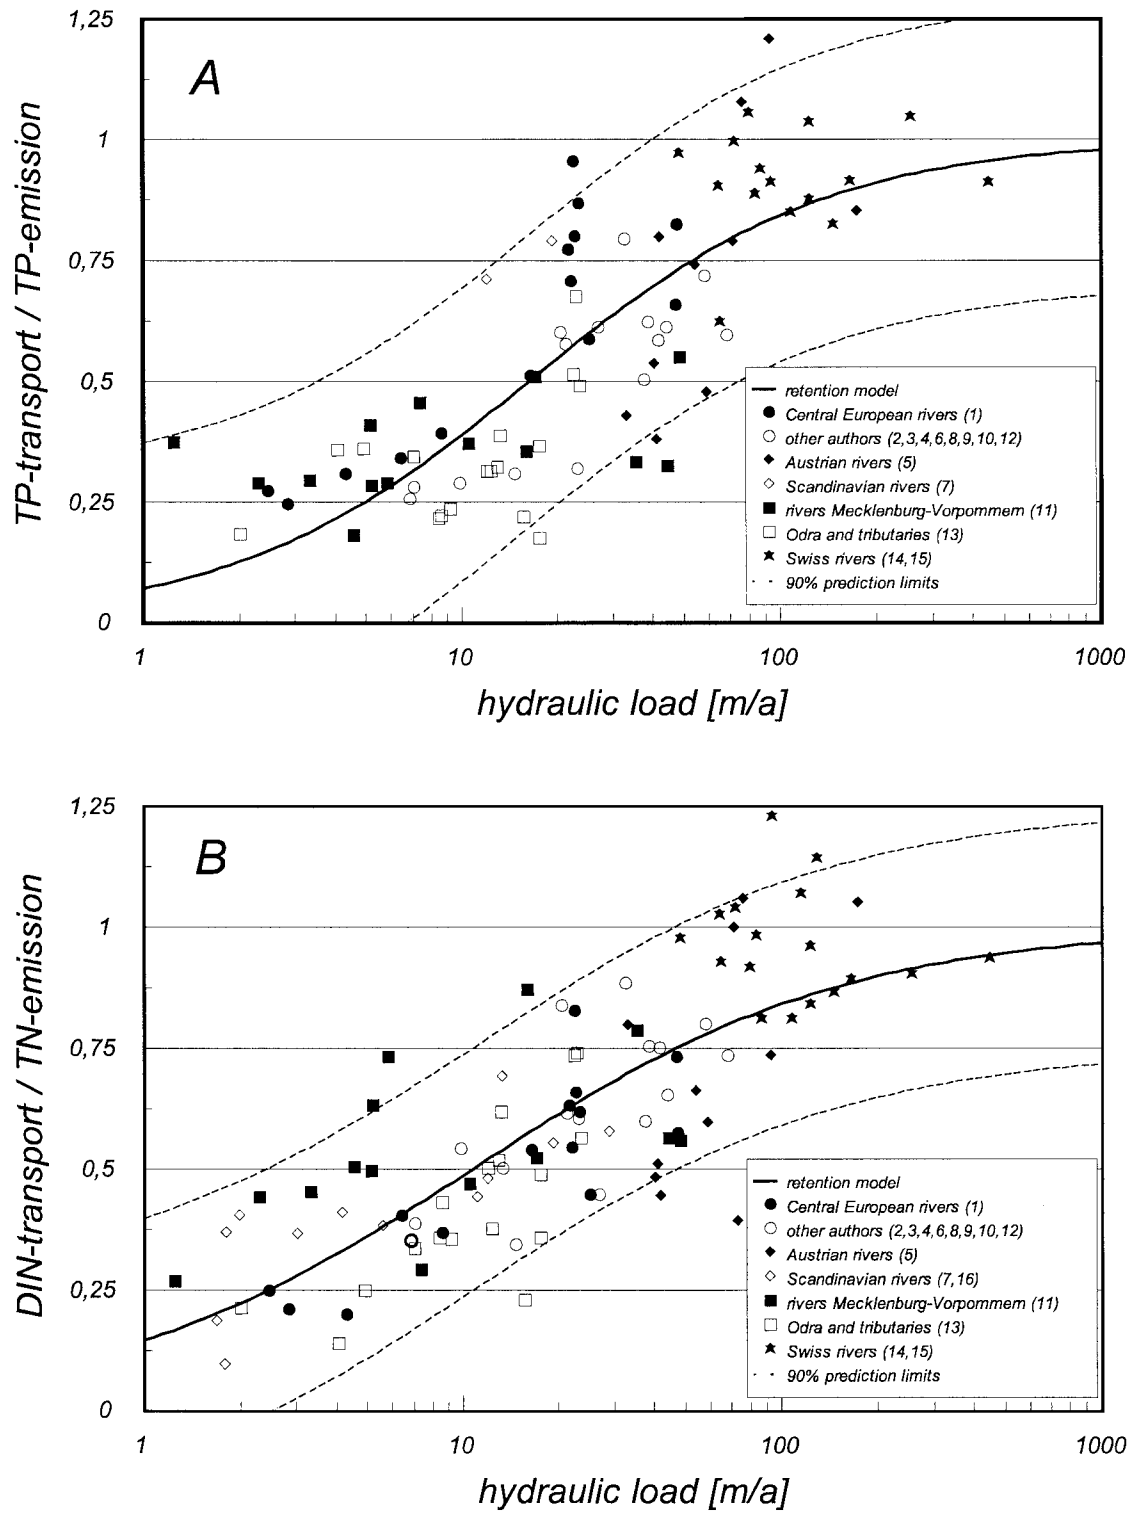 1,25
A
1
0,75
0,5
0,25
0
TP-transport / TP-emission
retention model
Central European rivers (1)
other authors (2,3,4,6,8,9,10,12)
Austrian rivers (5)
Scandinavian rivers (7)
rivers Mecklenburg-Vorpommern (11)
Odra and tributaries (13)
Swiss rivers (14,15)
90% prediction limits
1 10 100 1000
hydraulic load [m/a]
1,25
B
1
0,75
0,5
0,25
0
DIN-transport / TN-emission
retention model
Central European rivers (1)
other authors (2,3,4,6,8,9,10,12)
Austrian rivers (5)
Scandinavian rivers (7,16)
rivers Mecklenburg-Vorpommern (11)
Odra and tributaries (13)
Swiss rivers (14,15)
90% prediction limits
1 10 100 1000
hydraulic load [m/a]